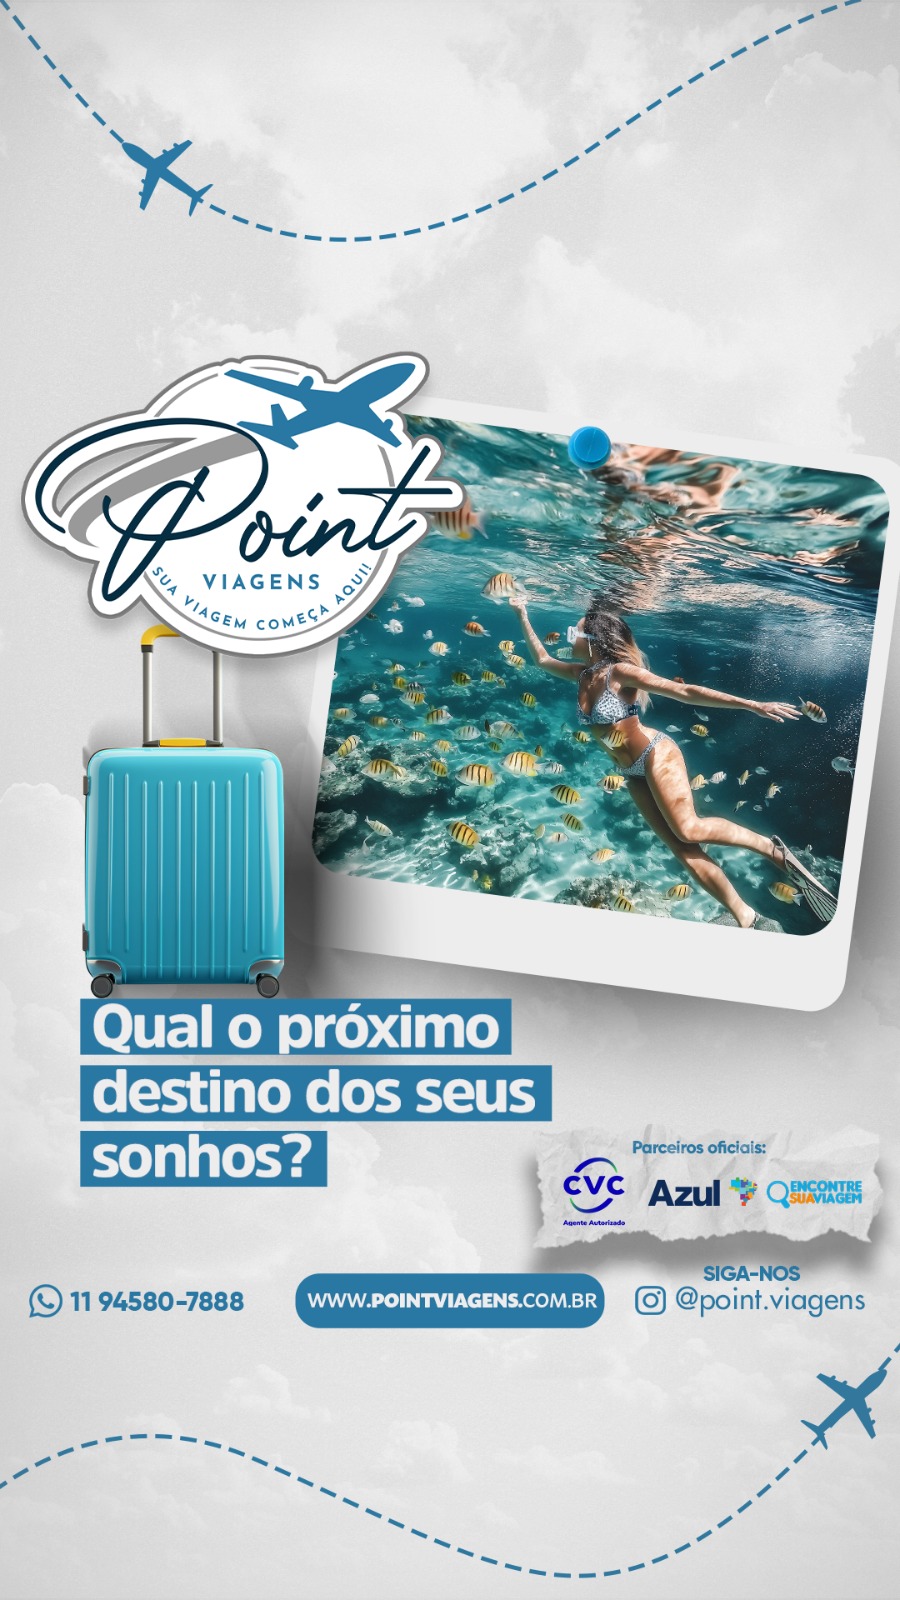 Point
VIAGENS
SUA VIAGEM COMEÇA AQUI!
Qual o próximo
destino dos seus
sonhos?
Parceiros oficiais:
CVC
Agente Autorizado
Azul
ENCONTRE
SUAVIAGEM
11 94580-7888
WWW.POINTVIAGENS.COM.BR
SIGA-NOS
@point.viagens